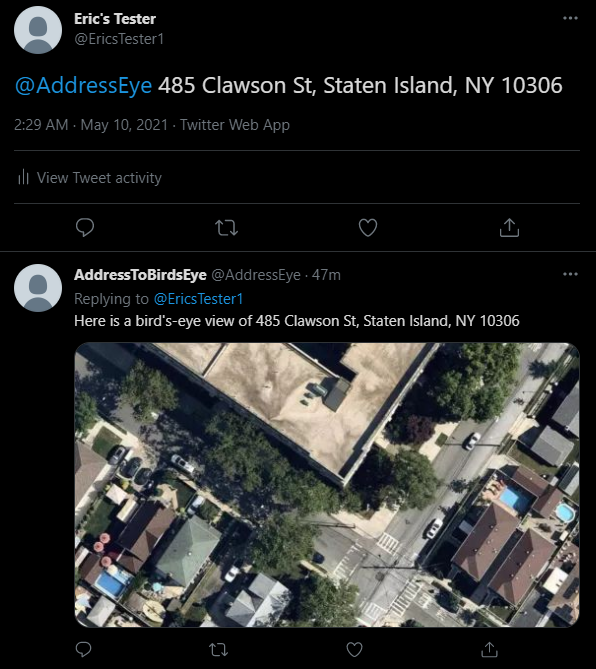 Eric's Tester
@EricsTester1
@AddressEye 485 Clawson St, Staten Island, NY 10306
2:29 AM · May 10, 2021 · Twitter Web App
View Tweet activity
AddressToBirdsEye @AddressEye · 47m
Replying to @EricsTester1
Here is a bird's-eye view of 485 Clawson St, Staten Island, NY 10306